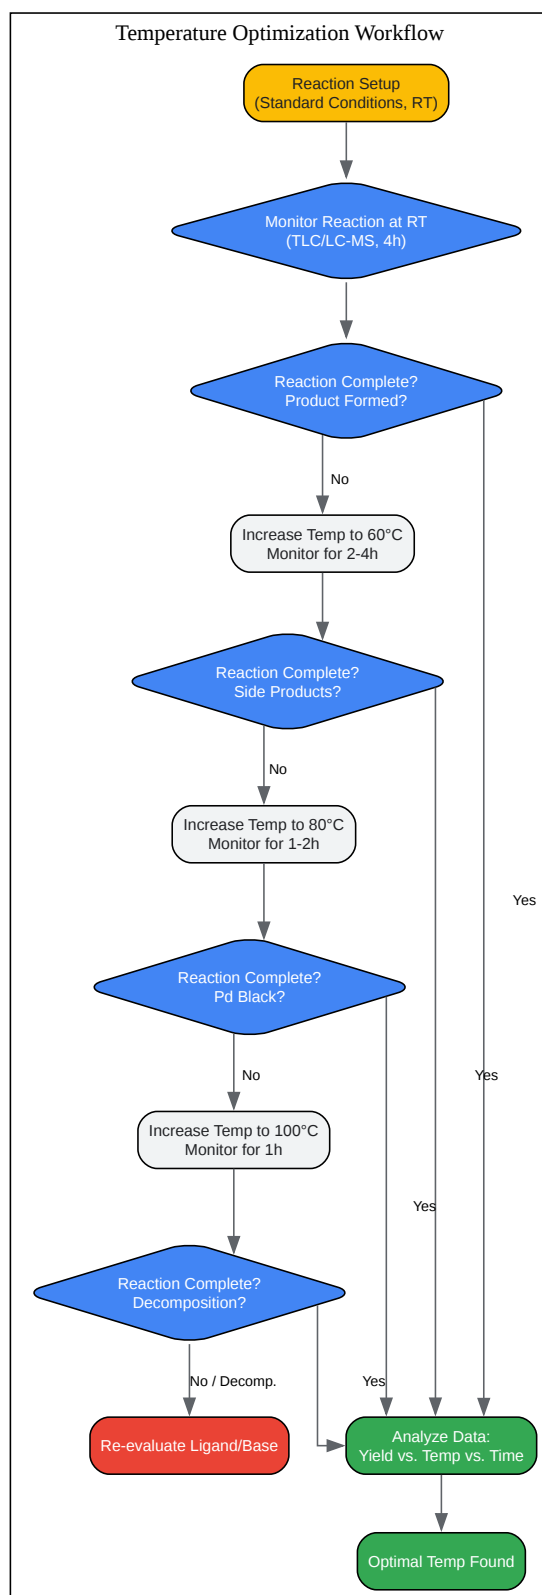 Temperature Optimization Workflow
Reaction Setup
(Standard Conditions, RT)
Monitor Reaction at RT
(TLC/LC-MS, 4h)
Reaction Complete?
Product Formed?
No
Increase Temp to 60°C
Monitor for 2-4h
Reaction Complete?
Side Products?
No
Increase Temp to 80°C
Monitor for 1-2h
Yes
Reaction Complete?
Pd Black?
No
Yes
Increase Temp to 100°C
Monitor for 1h
Yes
Reaction Complete?
Decomposition?
No / Decomp.
Yes
Re-evaluate Ligand/Base
Analyze Data:
Yield vs. Temp vs. Time
Optimal Temp Found